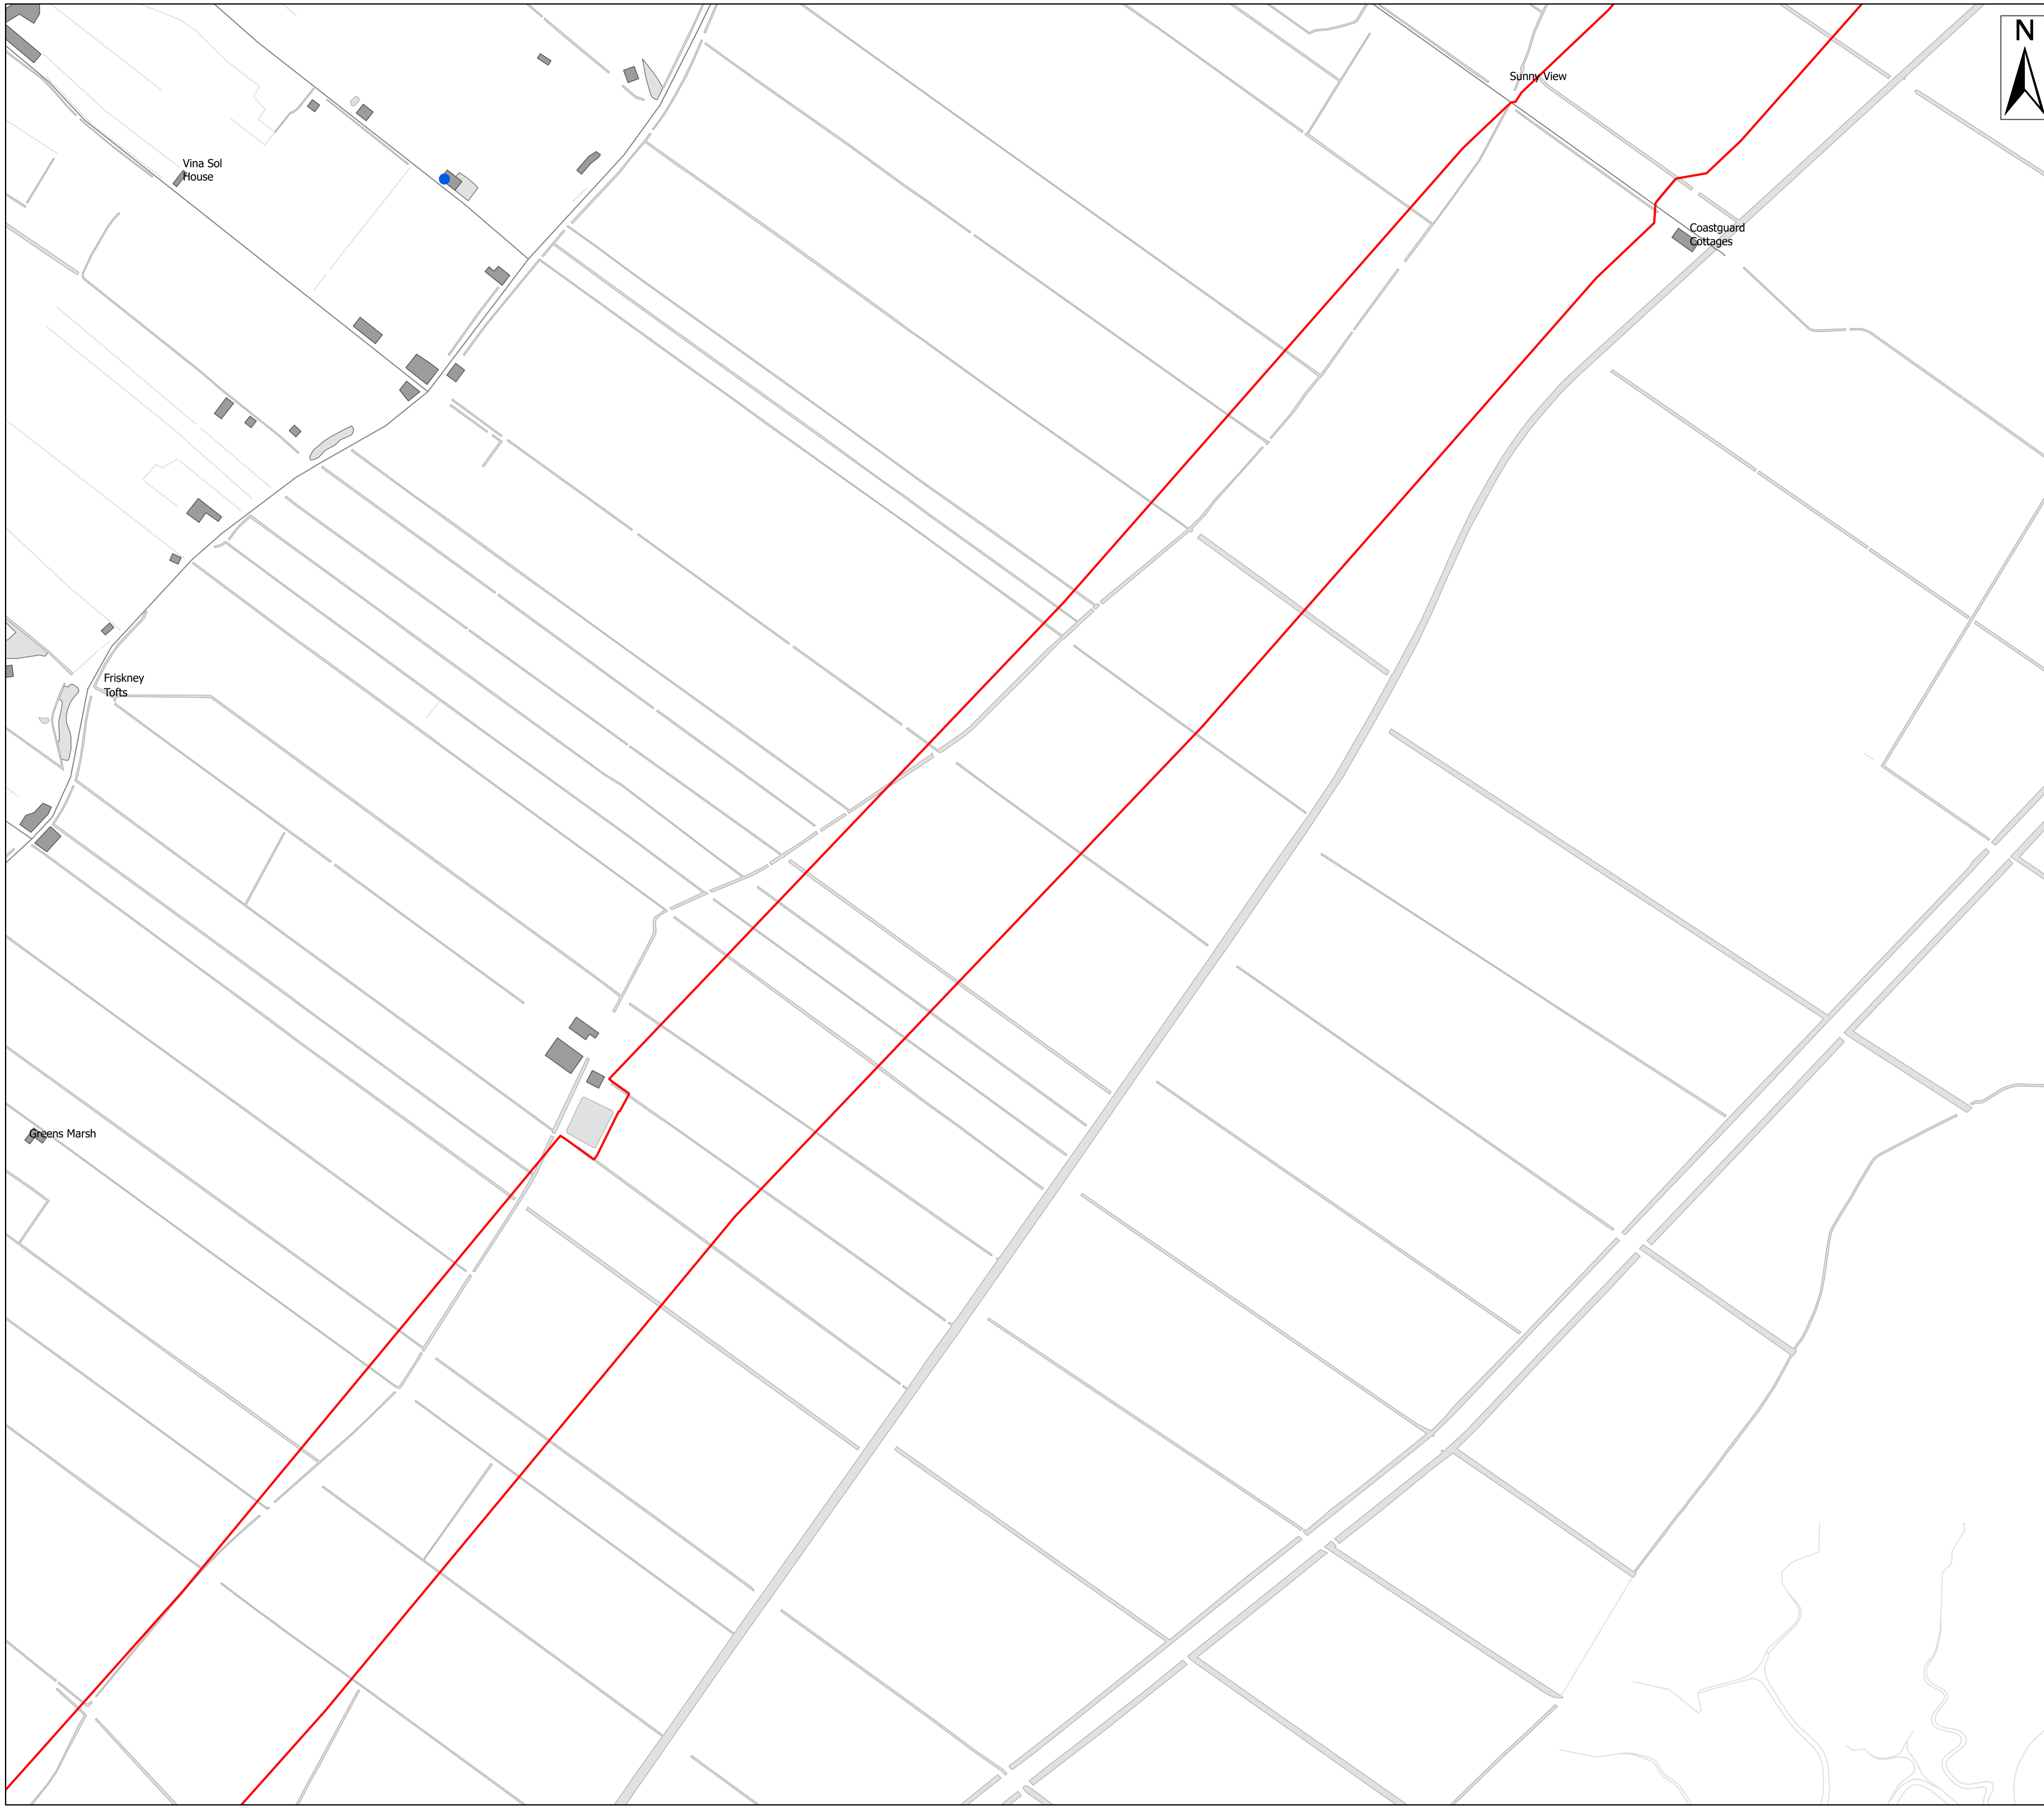 N
Sunny View
Vina Sol
House
Coastguard
Cottages
Friskney
Tofts
Greens Marsh